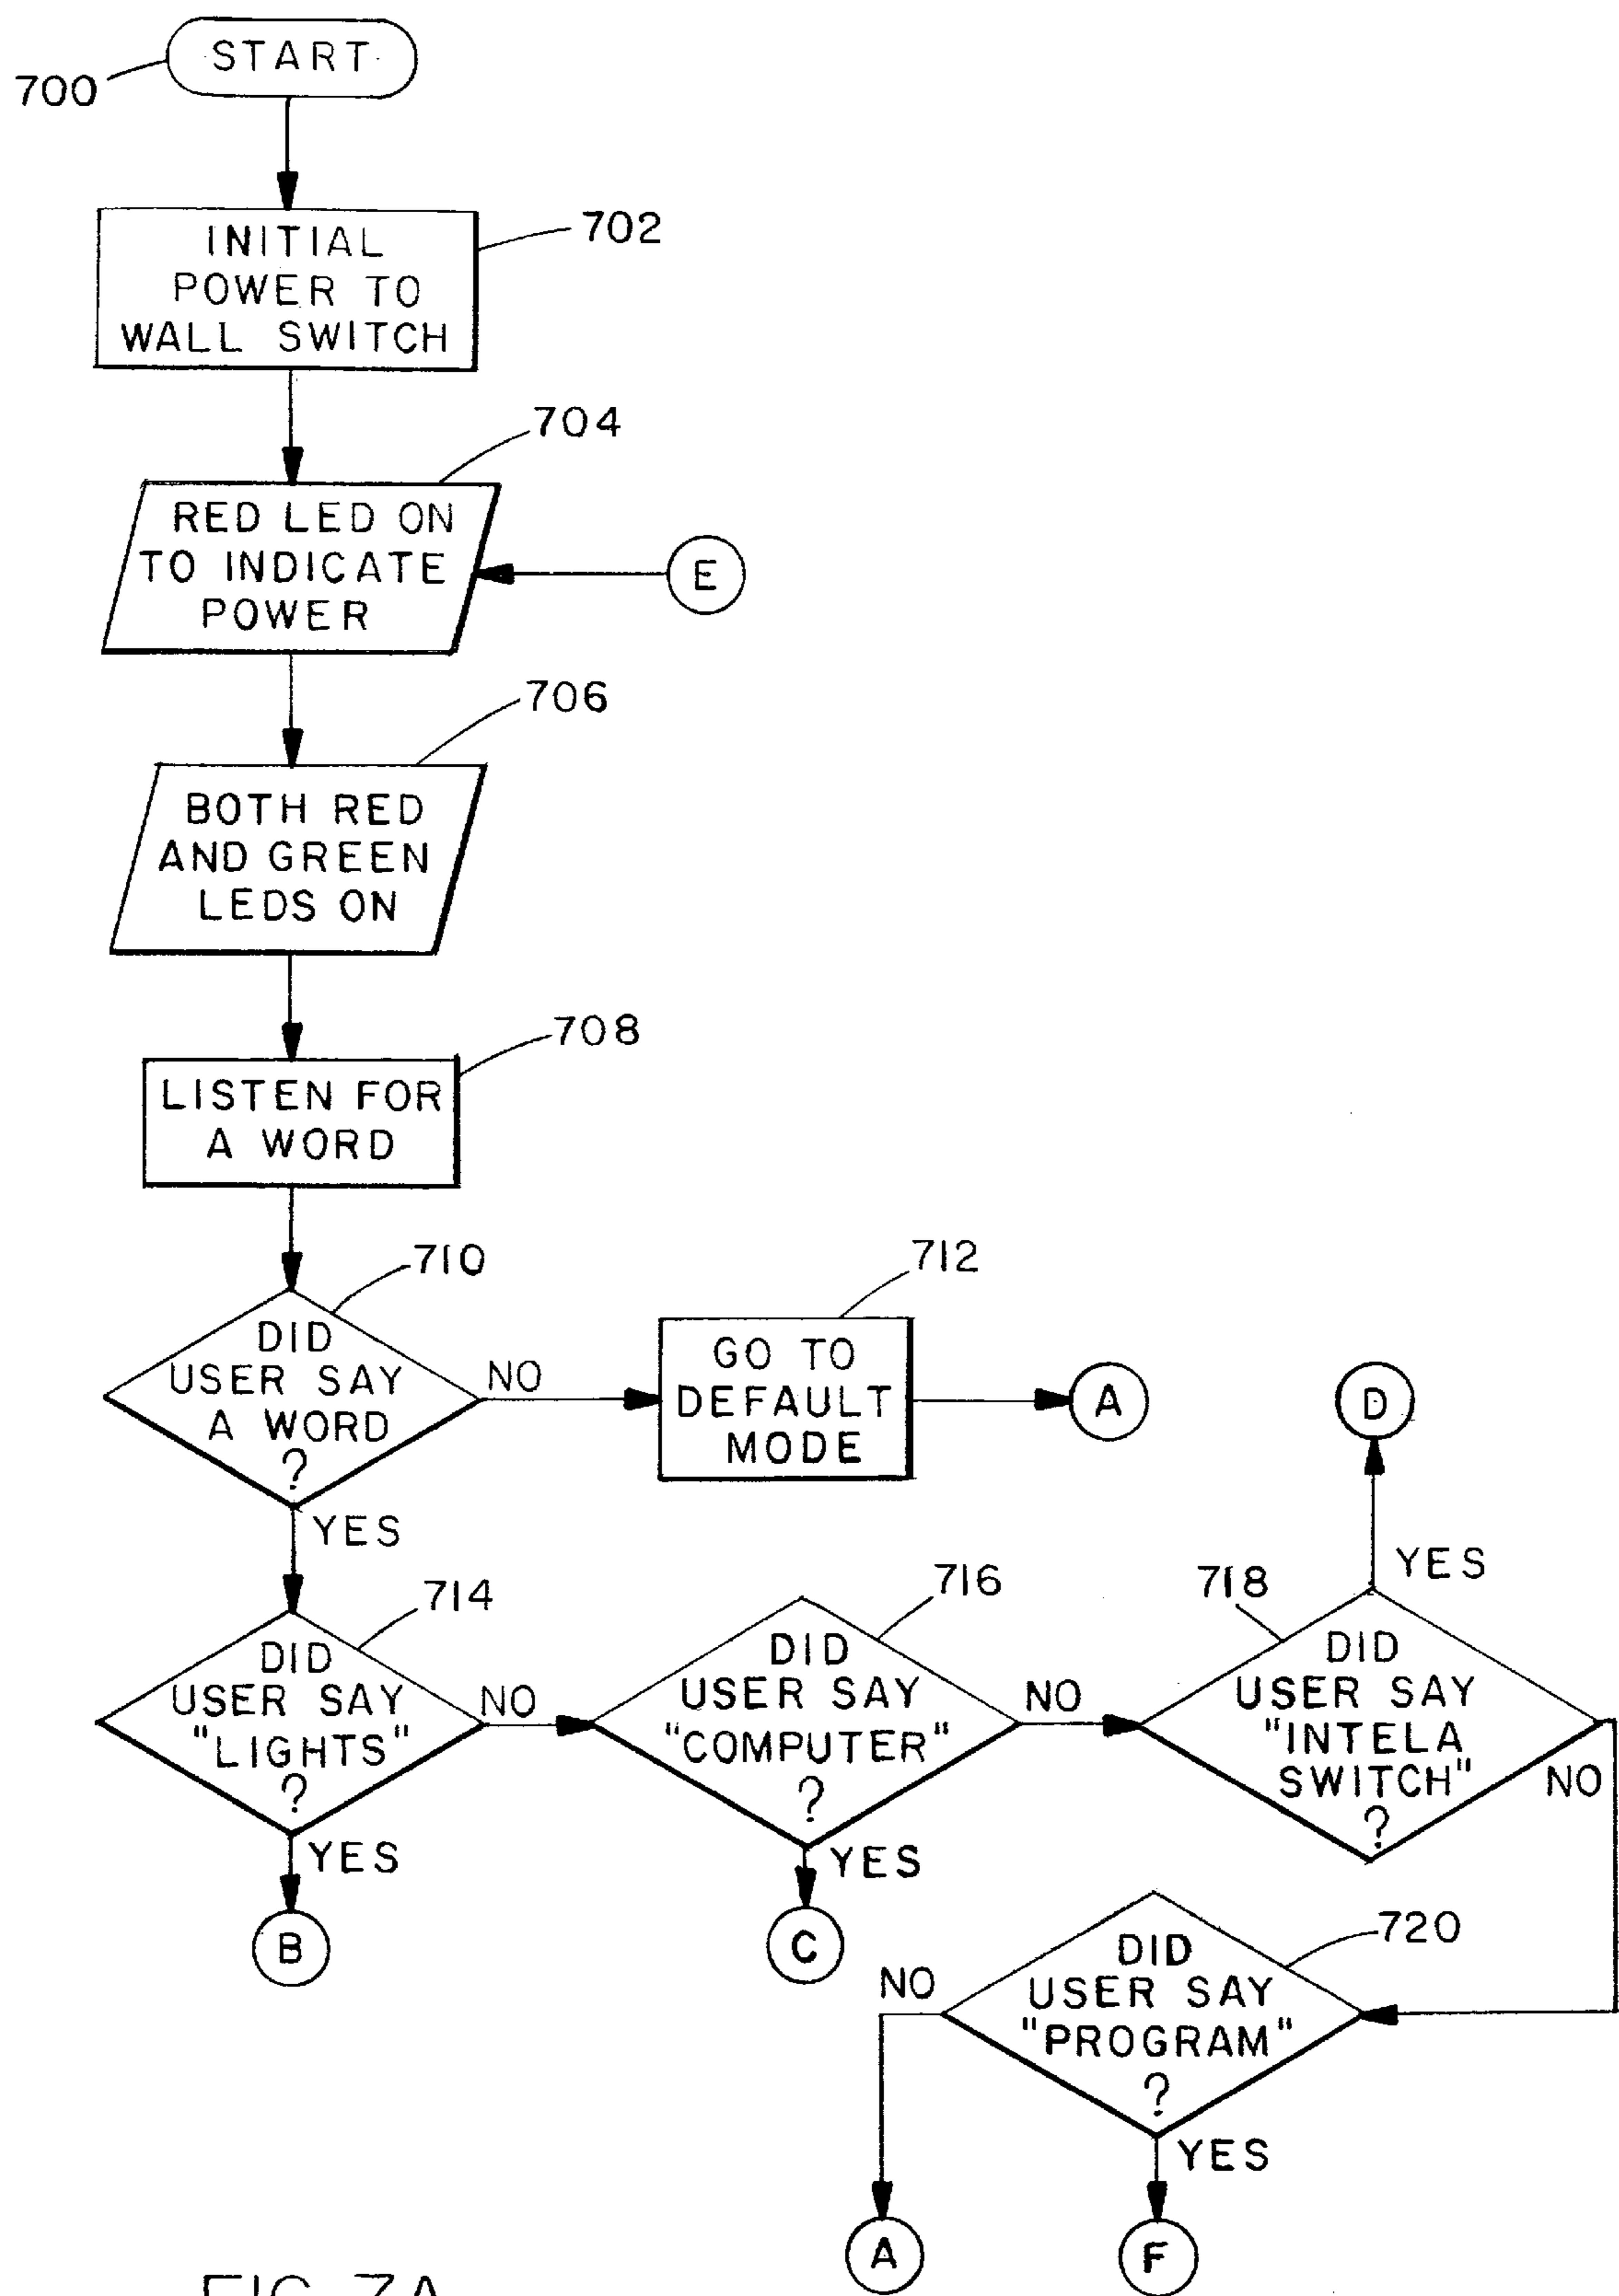 START
700
INITIAL
POWER TO
WALL SWITCH
702
704
RED LED ON
TO INDICATE
POWER
E
706
BOTH RED
AND GREEN
LEDS ON
708
LISTEN FOR
A WORD
710
DID
USER SAY
A WORD
?
NO
YES
712
GO TO
DEFAULT
MODE
A
D
714
DID
USER SAY
"LIGHTS"
?
NO
YES
B
716
DID
USER SAY
"COMPUTER"
?
NO
YES
C
718
YES
DID
USER SAY
"INTELA
SWITCH"
?
NO
720
DID
USER SAY
"PROGRAM"
?
NO
YES
A
F
FIG. 7A